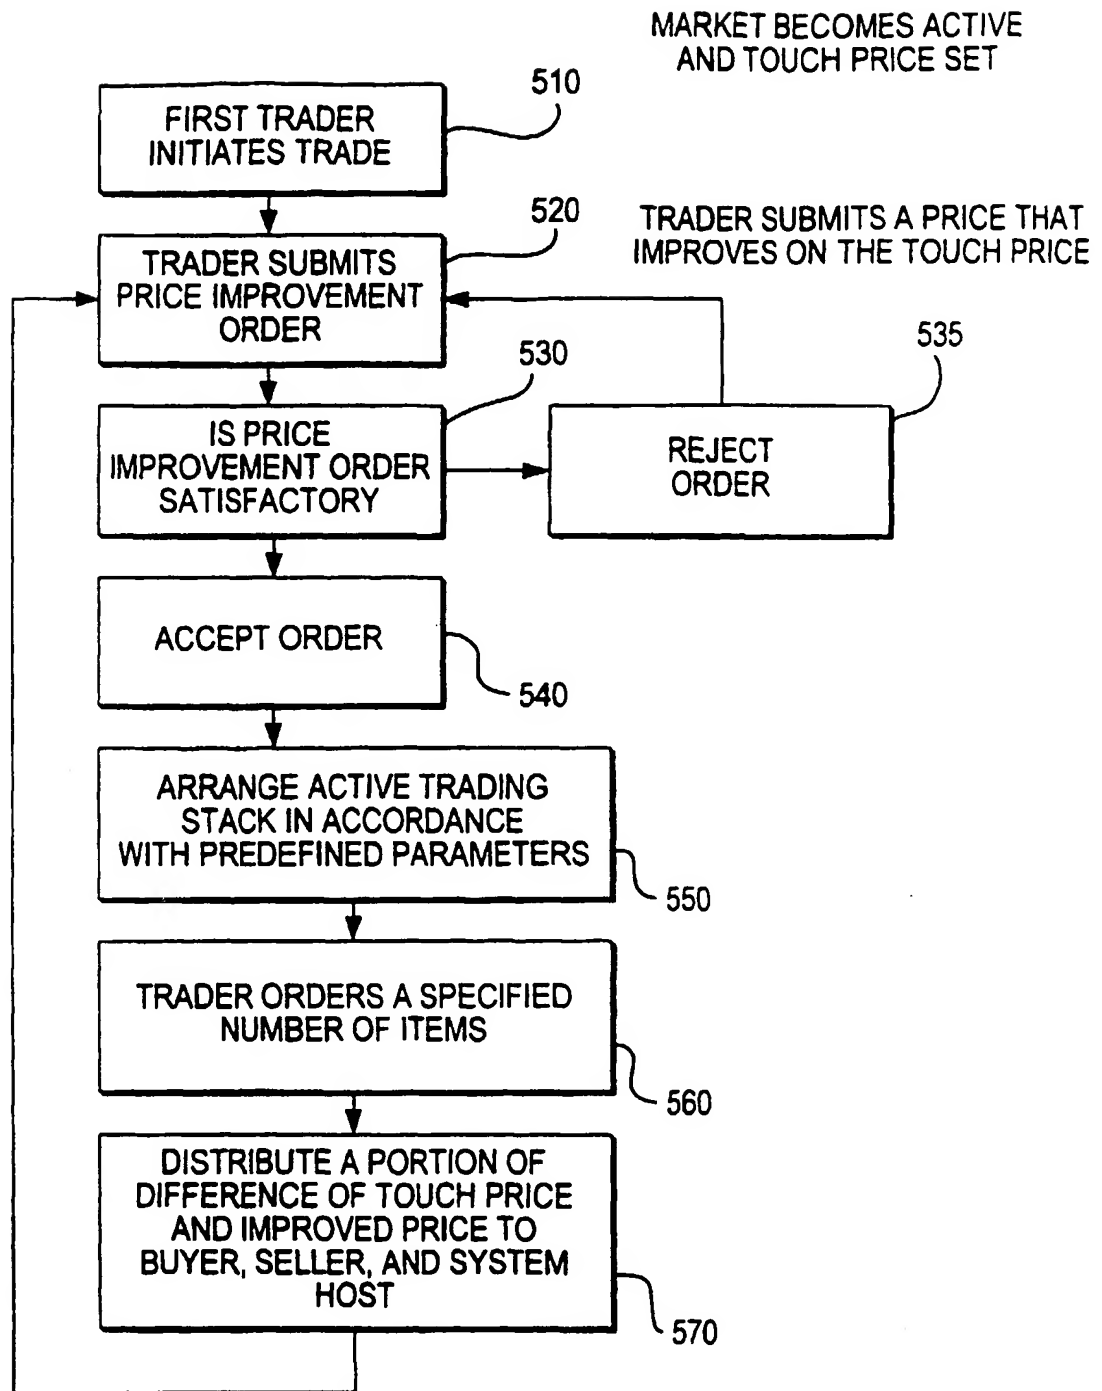 MARKET BECOMES ACTIVE
AND TOUCH PRICE SET
510
FIRST TRADER
INITIATES TRADE
520
TRADER SUBMITS A PRICE THAT
IMPROVES ON THE TOUCH PRICE
TRADER SUBMITS
PRICE IMPROVEMENT
ORDER
530
535
IS PRICE
IMPROVEMENT ORDER
SATISFACTORY
REJECT
ORDER
ACCEPT ORDER
540
ARRANGE ACTIVE TRADING
STACK IN ACCORDANCE
WITH PREDEFINED PARAMETERS
550
TRADER ORDERS A SPECIFIED
NUMBER OF ITEMS
560
DISTRIBUTE A PORTION OF
DIFFERENCE OF TOUCH PRICE
AND IMPROVED PRICE TO
BUYER, SELLER, AND SYSTEM
HOST
570